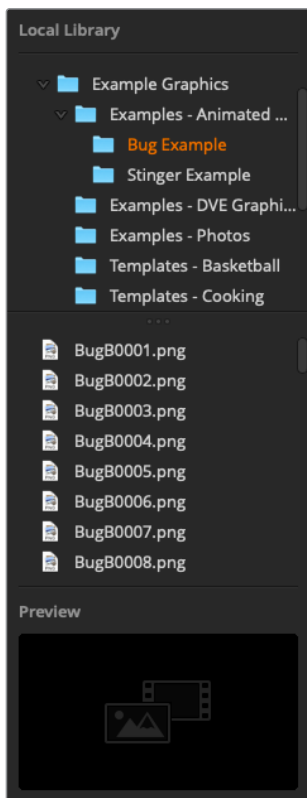 Local Library
Example Graphics
Examples - Animated ...
Bug Example
Stinger Example
Examples - DVE Graphi...
Examples - Photos
Templates - Basketball
Templates - Cooking
BugB0001.png
BugB0002.png
BugB0003.png
BugB0004.png
BugB0005.png
BugB0006.png
BugB0007.png
BugB0008.png
Preview